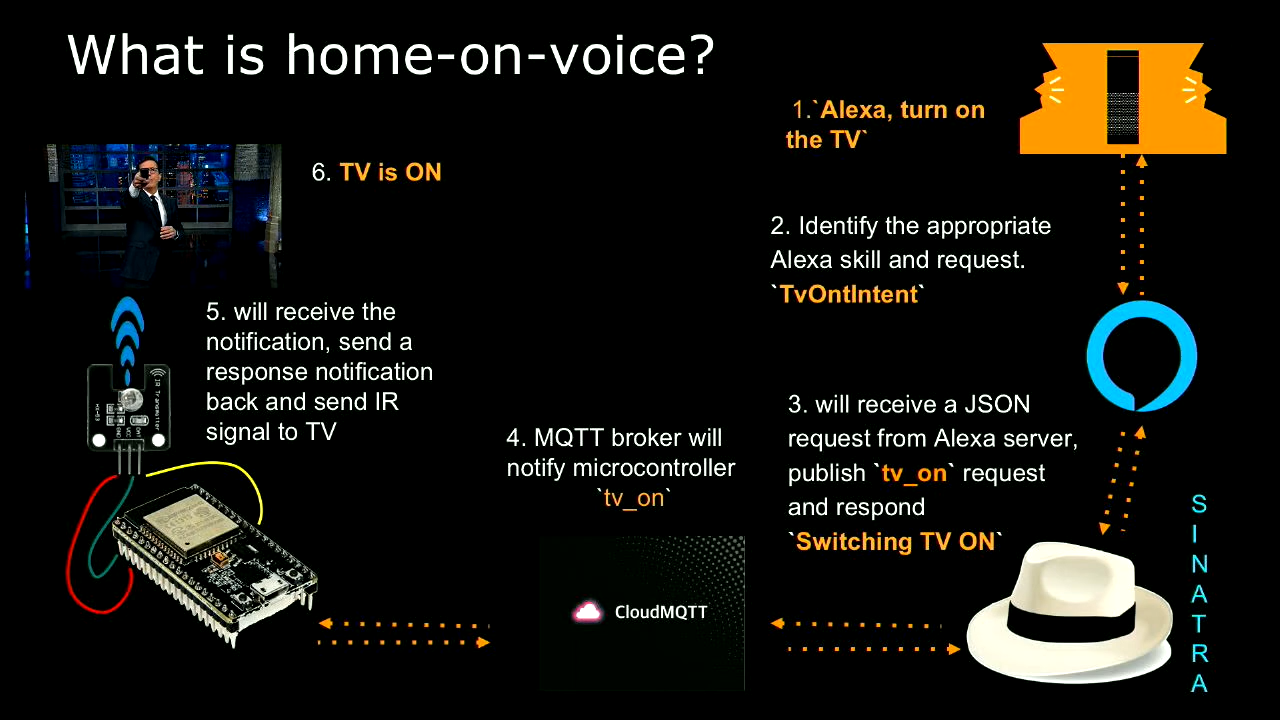 What is home-on-voice?
1.`Alexa, turn on
the TV`
6. TV is ON
2. Identify the appropriate
Alexa skill and request.
`TvOntIntent`
5. will receive the
notification, send a
response notification
back and send IR
signal to TV
3. will receive a JSON
request from Alexa server,
publish `tv_on` request
and respond
`Switching TV ON`
4. MQTT broker will
notify microcontroller
`tv_on`
CloudMQTT
S
I
N
A
T
R
A
IR Transmitter